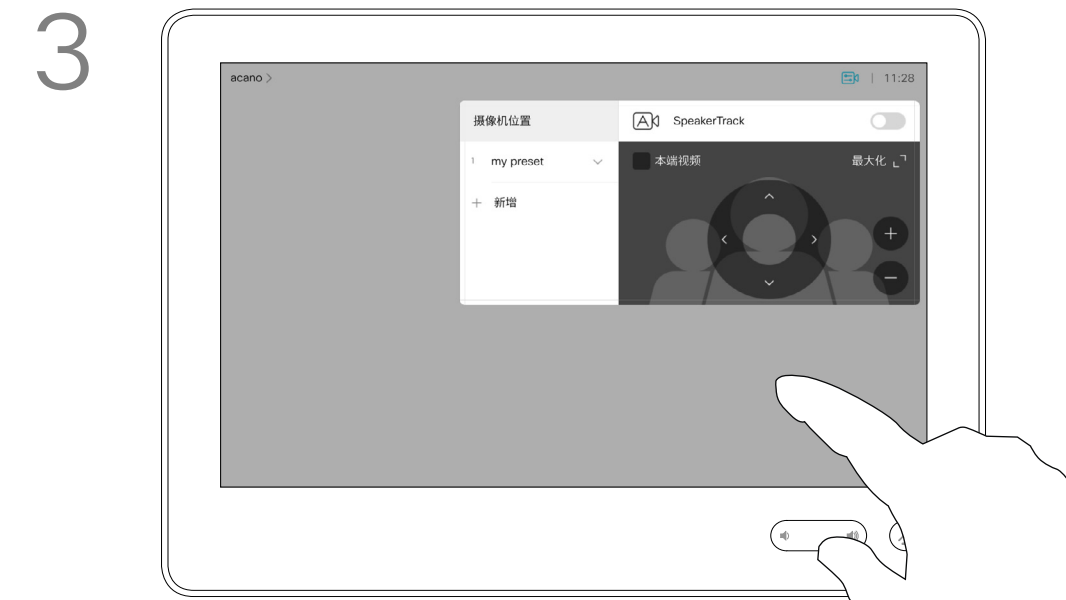 3
acano >
11:28
摄像机位置
A SpeakerTrack
1 my preset
本端视频 最大化
+ 新增